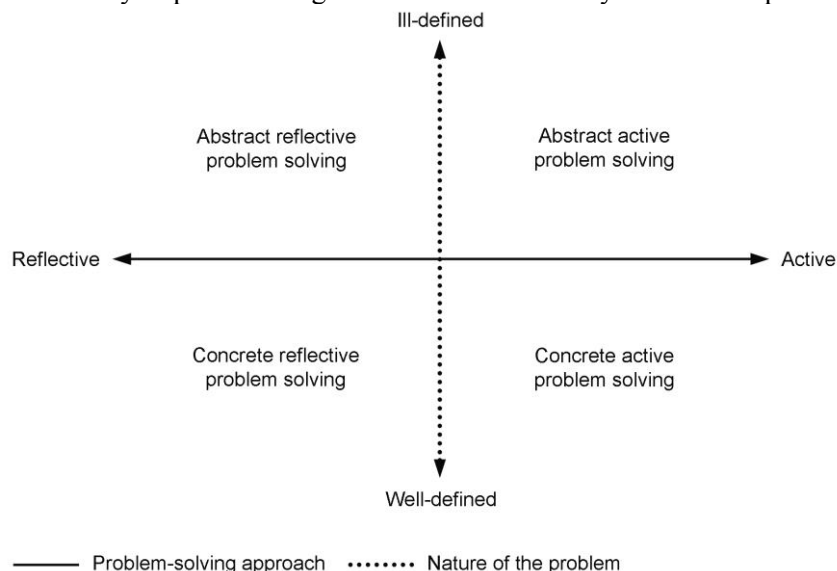 Ill-defined
Abstract reflective
problem solving
Abstract active
problem solving
Reflective
Active
Concrete reflective
problem solving
Concrete active
problem solving
Well-defined
Problem-solving approach
Nature of the problem